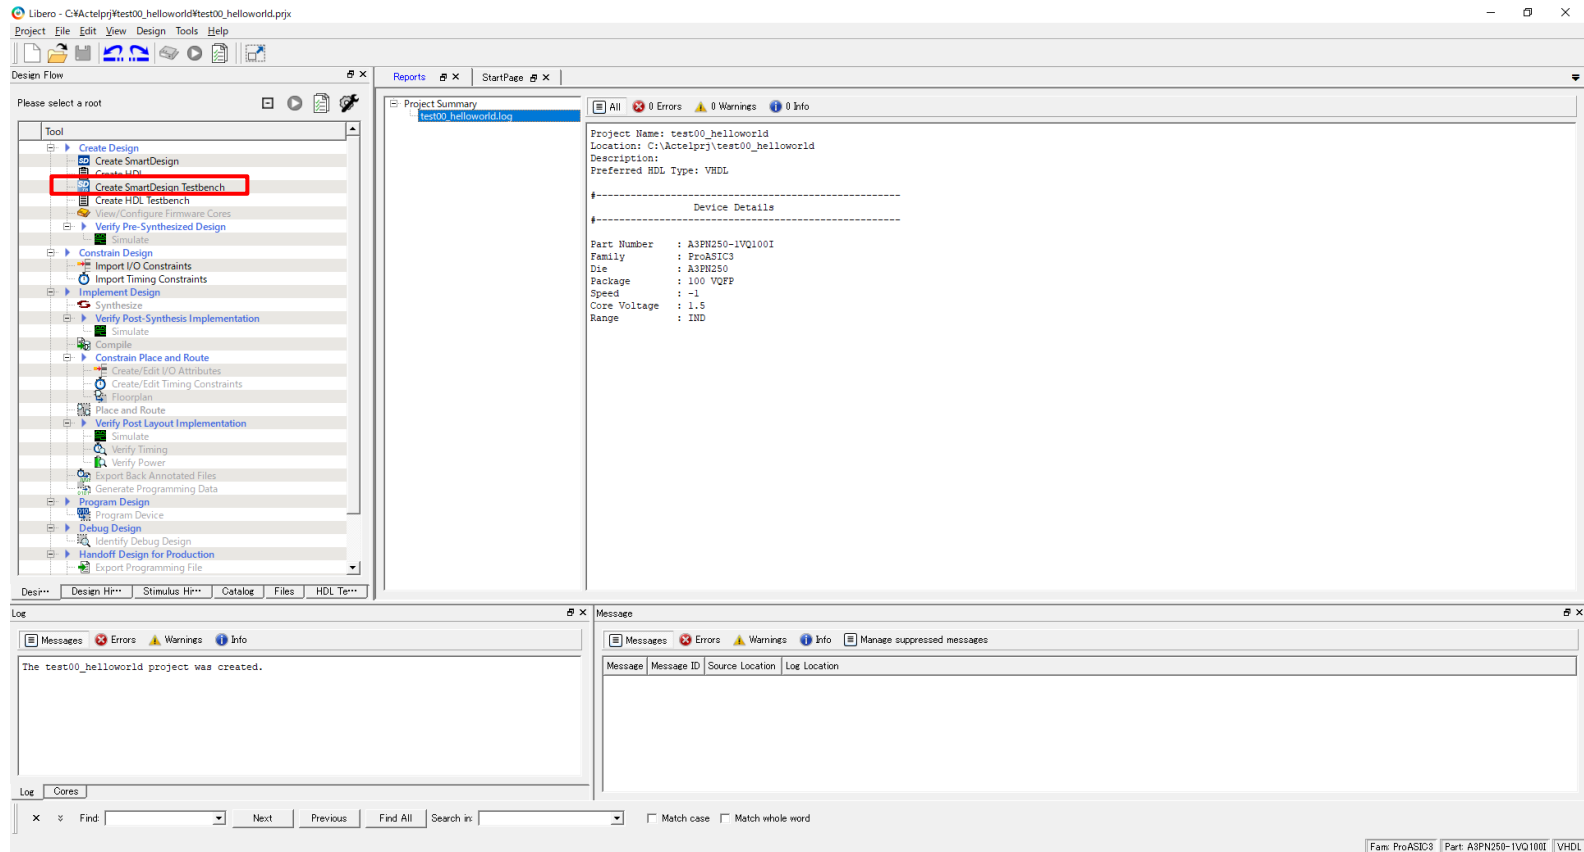 Libero - C:¥Actelprj¥test00_helloworld¥test00_helloworld.prjx
Project File Edit View Design Tools Help
Design Flow
Reports
StartPage
Please select a root
Tool
Create Design
Create SmartDesign
Create HDL
Create SmartDesign Testbench
Create HDL Testbench
View/Configure Firmware Cores
Verify Pre-Synthesized Design
Simulate
Constrain Design
Import I/O Constraints
Import Timing Constraints
Implement Design
Synthesize
Verify Post-Synthesis Implementation
Simulate
Compile
Constrain Place and Route
Create/Edit I/O Attributes
Create/Edit Timing Constraints
Floorplan
Place and Route
Verify Post Layout Implementation
Simulate
Verify Timing
Verify Power
Export Back Annotated Files
Generate Programming Data
Program Design
Program Device
Debug Design
Identify Debug Design
Handoff Design for Production
Export Programming File
Desi… Design Hi… Stimulus Hi… Catalog Files HDL Te…
Project Summary
test00_helloworld.log
All 0 Errors 0 Warnings 0 Info
Project Name: test00_helloworld
Location: C:\Actelprj\test00_helloworld
Description:
Preferred HDL Type: VHDL
#--------------------------------------------------
Device Details
#--------------------------------------------------
Part Number : A3PN250-1VQ100I
Family : ProASIC3
Die : A3PN250
Package : 100 VQFP
Speed : -1
Core Voltage : 1.5
Range : IND
Log
Messages Errors Warnings Info
The test00_helloworld project was created.
Log Cores
Message
Messages Errors Warnings Info Manage suppressed messages
Message Message ID Source Location Log Location
Find: Next Previous Find All Search in: Match case Match whole word
Fam: ProASIC3 Part: A3PN250-1VQ100I VHDL